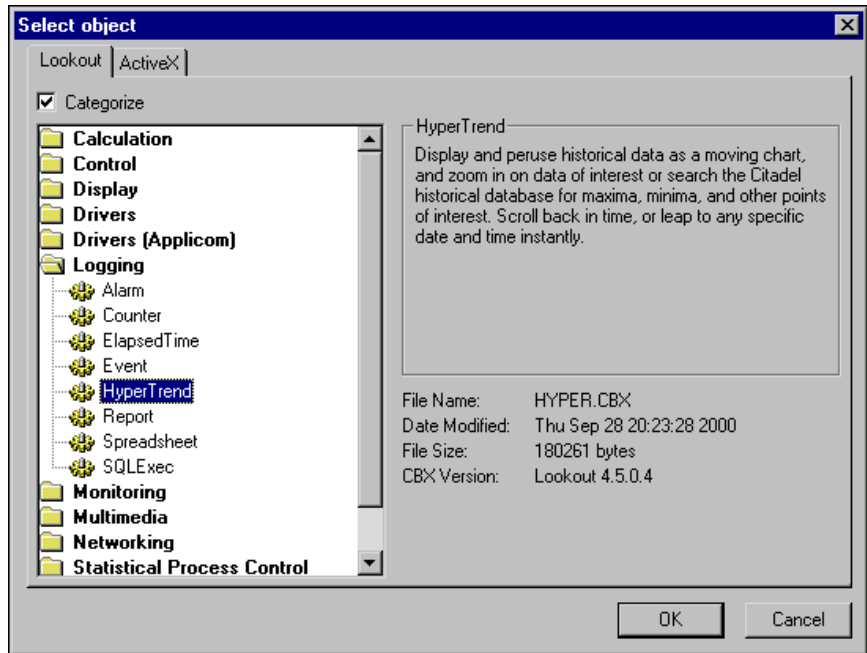 Select object
Lookout
ActiveX
Categorize
Calculation
Control
Display
Drivers
Drivers (Applicom)
Logging
Alarm
Counter
ElapsedTime
Event
HyperTrend
Report
Spreadsheet
SQLExec
Monitoring
Multimedia
Networking
Statistical Process Control
HyperTrend
Display and peruse historical data as a moving chart,
and zoom in on data of interest or search the Citadel
historical database for maxima, minima, and other points
of interest. Scroll back in time, or leap to any specific
date and time instantly.
File Name: HYPER.CBX
Date Modified: Thu Sep 28 20:23:28 2000
File Size: 180261 bytes
CBX Version: Lookout 4.5.0.4
OK
Cancel